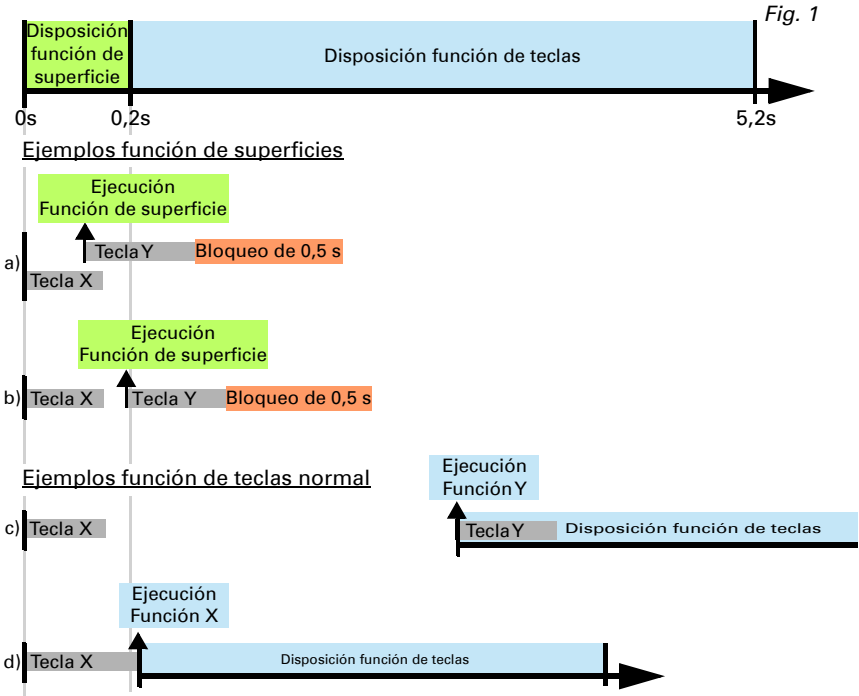 Fig. 1
Disposición
función de
superficie
Disposición función de teclas
0s
0,2s
5,2s
Ejemplos función de superficies
Ejecución
Función de superficie
a)
Tecla Y
Bloqueo de 0,5 s
Tecla X
Ejecución
Función de superficie
b)
Tecla X
Tecla Y
Bloqueo de 0,5 s
Ejemplos función de teclas normal
Ejecución
Función Y
c)
Tecla X
Tecla Y
Disposición función de teclas
Ejecución
Función X
d)
Tecla X
Disposición función de teclas